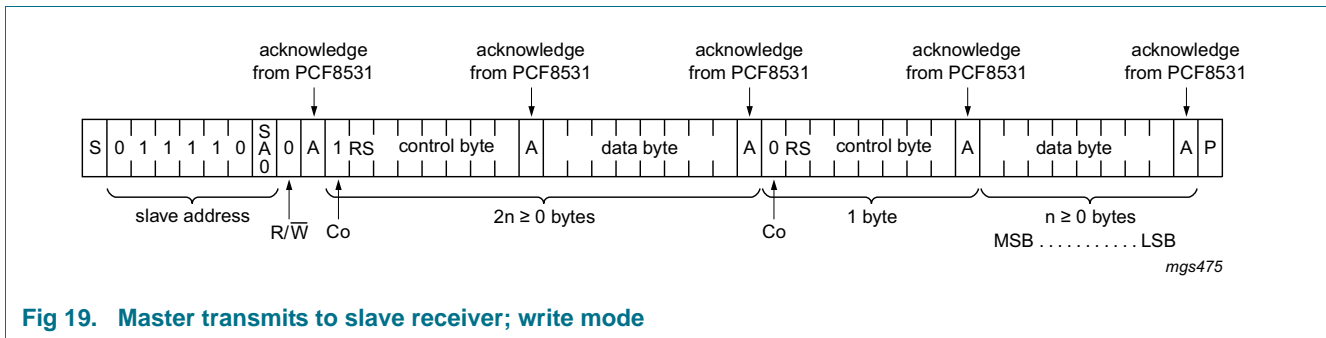 acknowledge from PCF8531
acknowledge from PCF8531
acknowledge from PCF8531
acknowledge from PCF8531
acknowledge from PCF8531
S 0 1 1 1 1 0 SA0 0 A 1 RS control byte A data byte A 0 RS control byte A data byte A P
slave address
R/W̅
Co
2n ≥ 0 bytes
Co
1 byte
n ≥ 0 bytes
MSB . . . . . . . . . . . LSB
mgs475
Fig 19. Master transmits to slave receiver; write mode